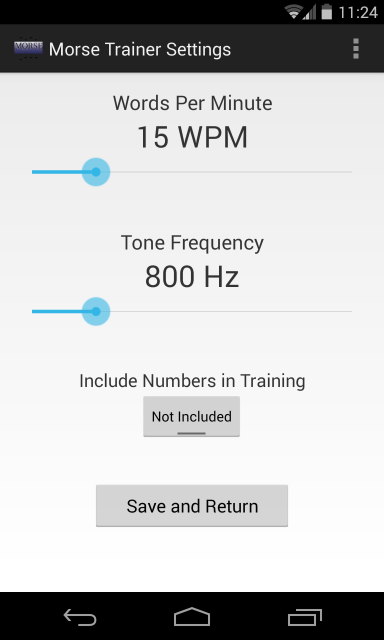 11:24
MORSE
Morse Trainer Settings
Words Per Minute
15 WPM
Tone Frequency
800 Hz
Include Numbers in Training
Not Included
Save and Return